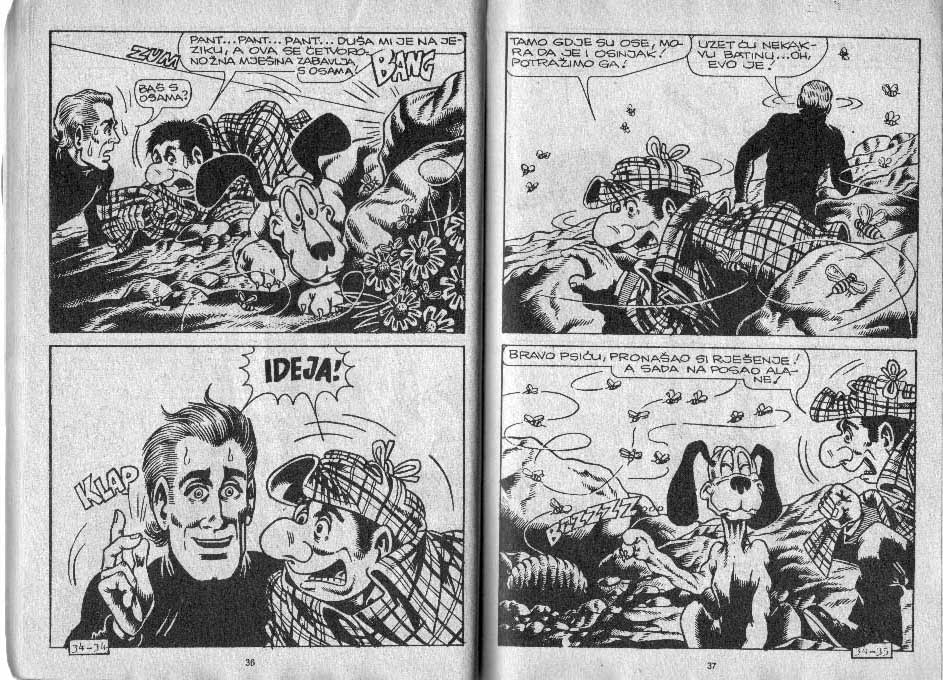 ZUM
PANT...PANT...PANT... DUŠA MI JE NA JE-
ZIKU, A OVA SE ČETVORO-
NOŽNA MJEŠINA ZABAVLJA
S OSAMA!
BANG
BAŠ S
OSAMA?
IDEJA!
KLAP
34-34
36
TAMO GDJE SU OSE, MO-
RA DA JE I OSINJAK!
POTRAŽIMO GA!
UZET ĆU NEKAK-
VU BATINU...OH,
EVO JE!
BRAVO PSIĆU, PRONAŠAO SI RJEŠENJE!
A SADA NA POSAO ALA-
NE!
34-35
37